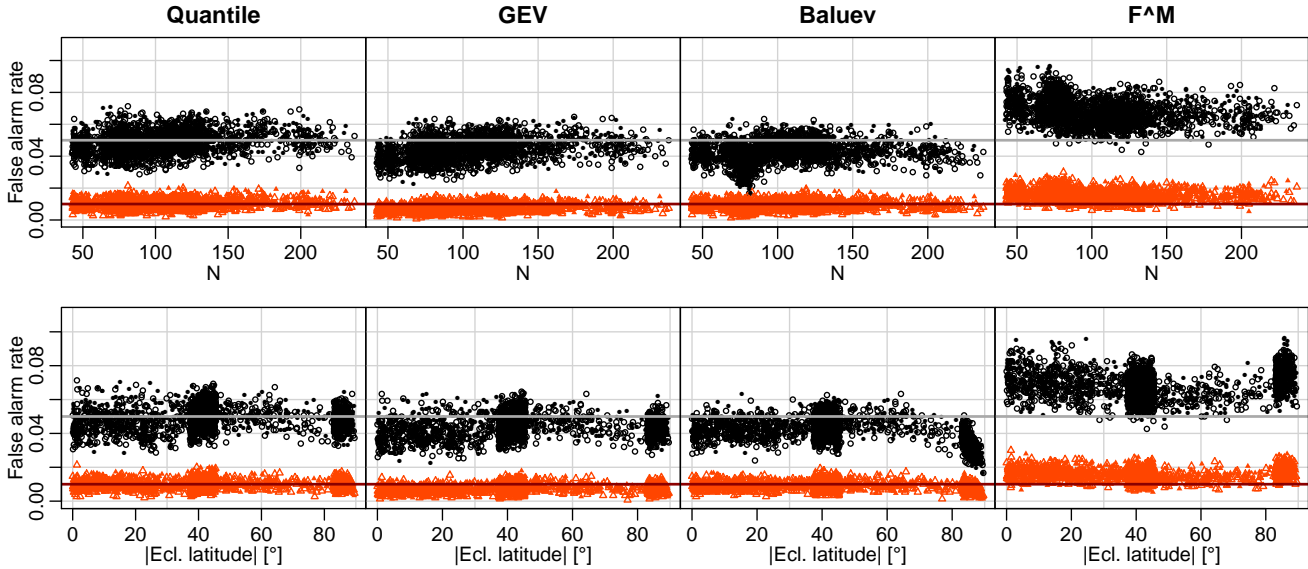 Quantile GEV Baluev F^M
False alarm rate
0.00 0.04 0.08
50 100 150 200 50 100 150 200 50 100 150 200 50 100 150 200
N N N N
False alarm rate
0.00 0.04 0.08
0 20 40 60 80 0 20 40 60 80 0 20 40 60 80 0 20 40 60 80
|Ecl. latitude| [°] |Ecl. latitude| [°] |Ecl. latitude| [°] |Ecl. latitude| [°]